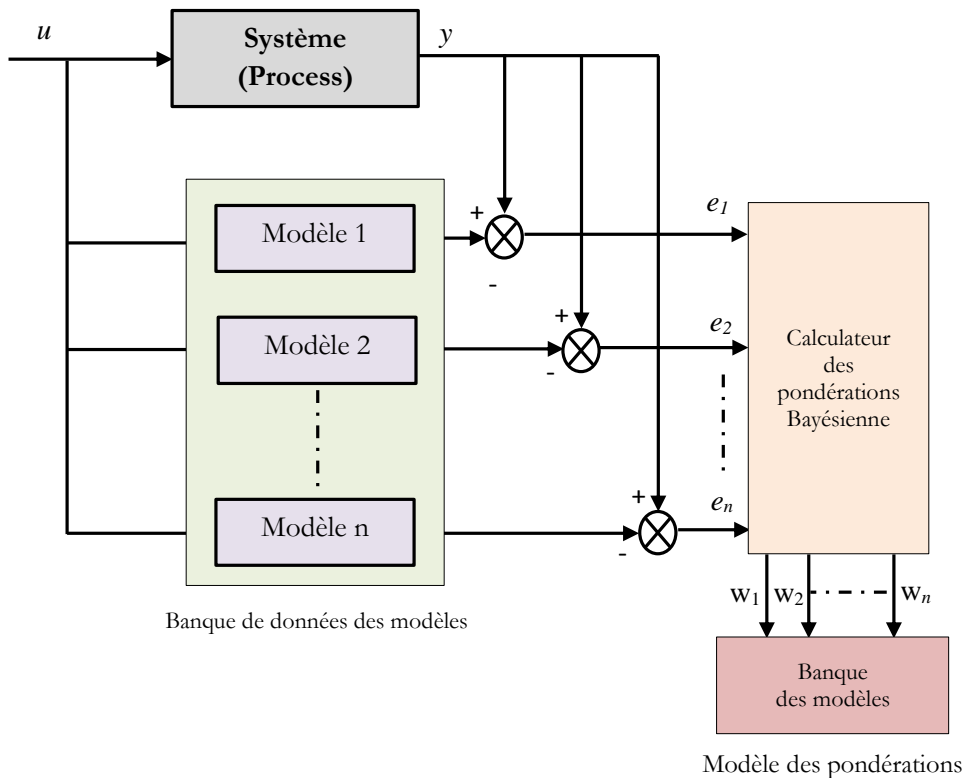 u
Système
(Process)
y
Modèle 1
+
-
e1
Modèle 2
+
-
e2
Calculateur
des
pondérations
Bayésienne
Modèle n
+
-
en
Banque de données des modèles
w1
w2
wn
Banque
des modèles
Modèle des pondérations